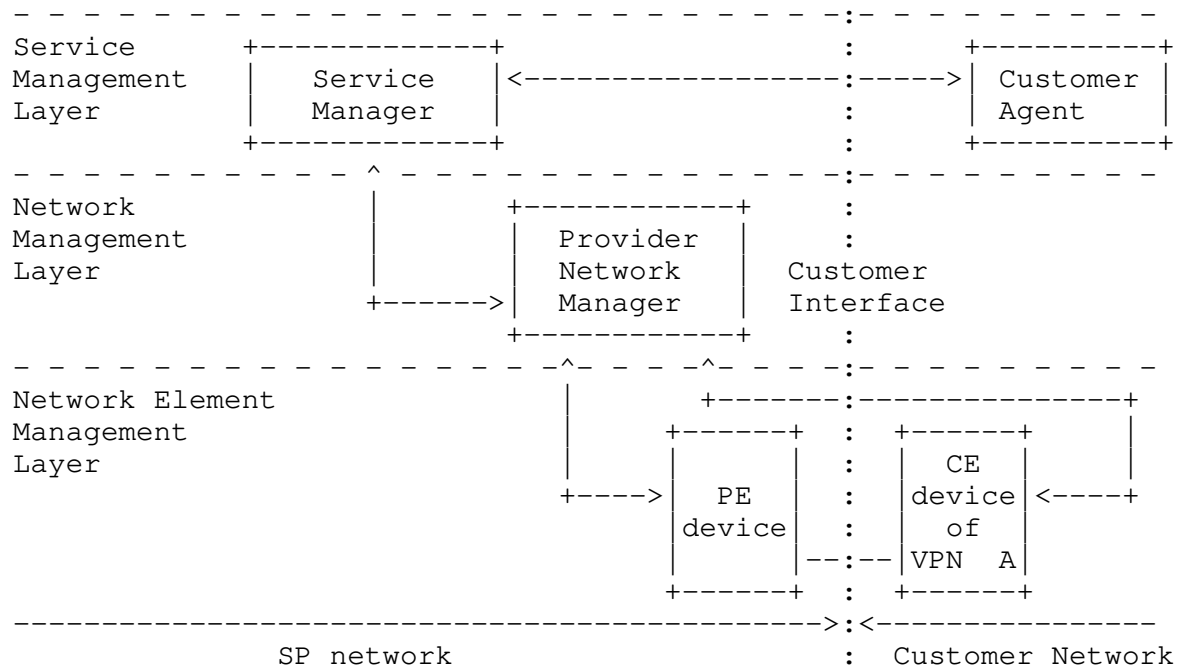 Service
Management Service Customer
Layer Manager Agent
Network
Management Provider
Layer Network Customer
Manager Interface
Network Element
Management
Layer CE
PE device
device of
VPN A
SP network Customer Network